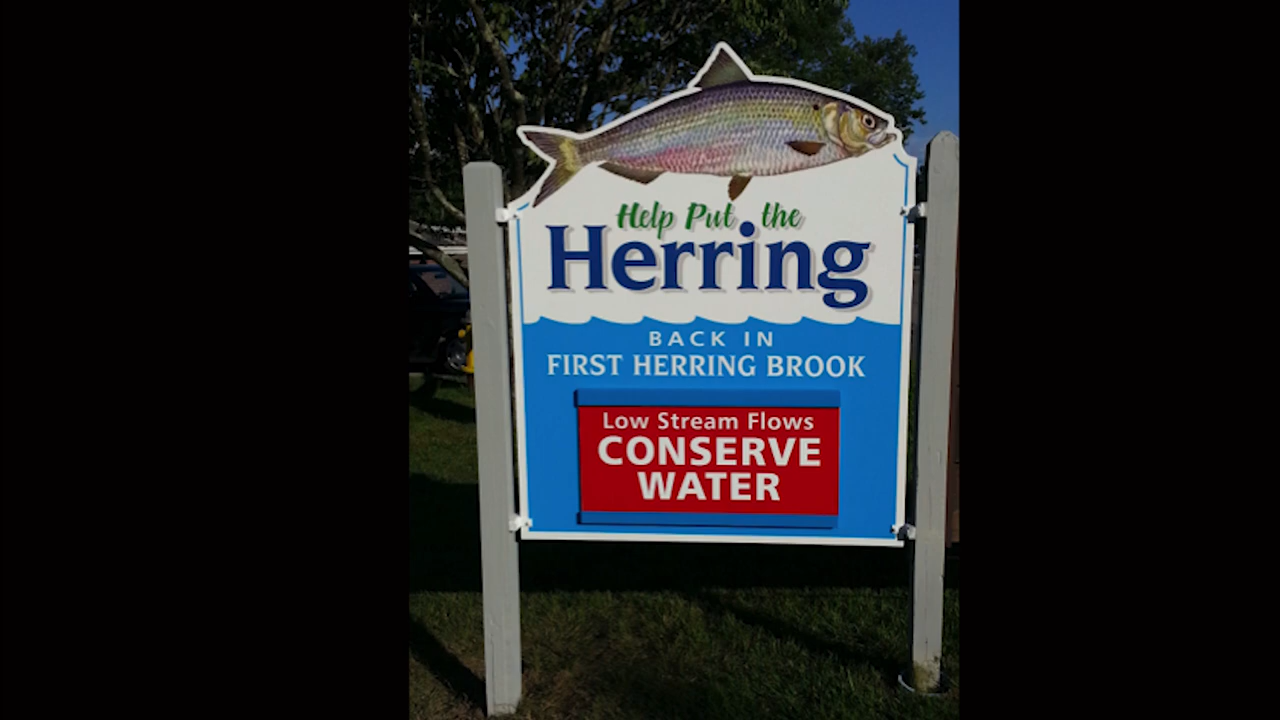 Help Put the
Herring
BACK IN
FIRST HERRING BROOK
Low Stream Flows
CONSERVE
WATER